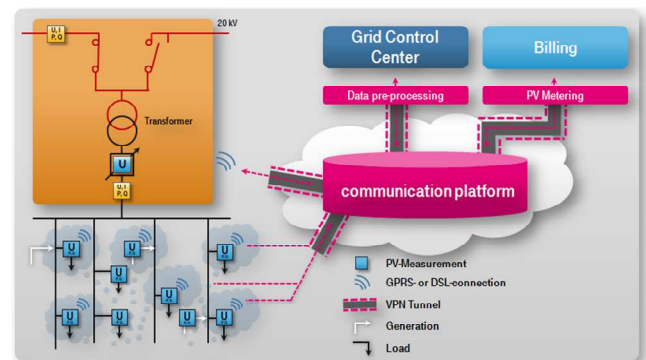 U, I
P, Q
20 kV
Grid Control
Center
Billing
Data pre-processing
PV Metering
Transformer
U
U, I
P, Q
communication platform
U
U
U
U
U
U
U
U
PV-Measurement
GPRS- or DSL-connection
VPN Tunnel
Generation
Load